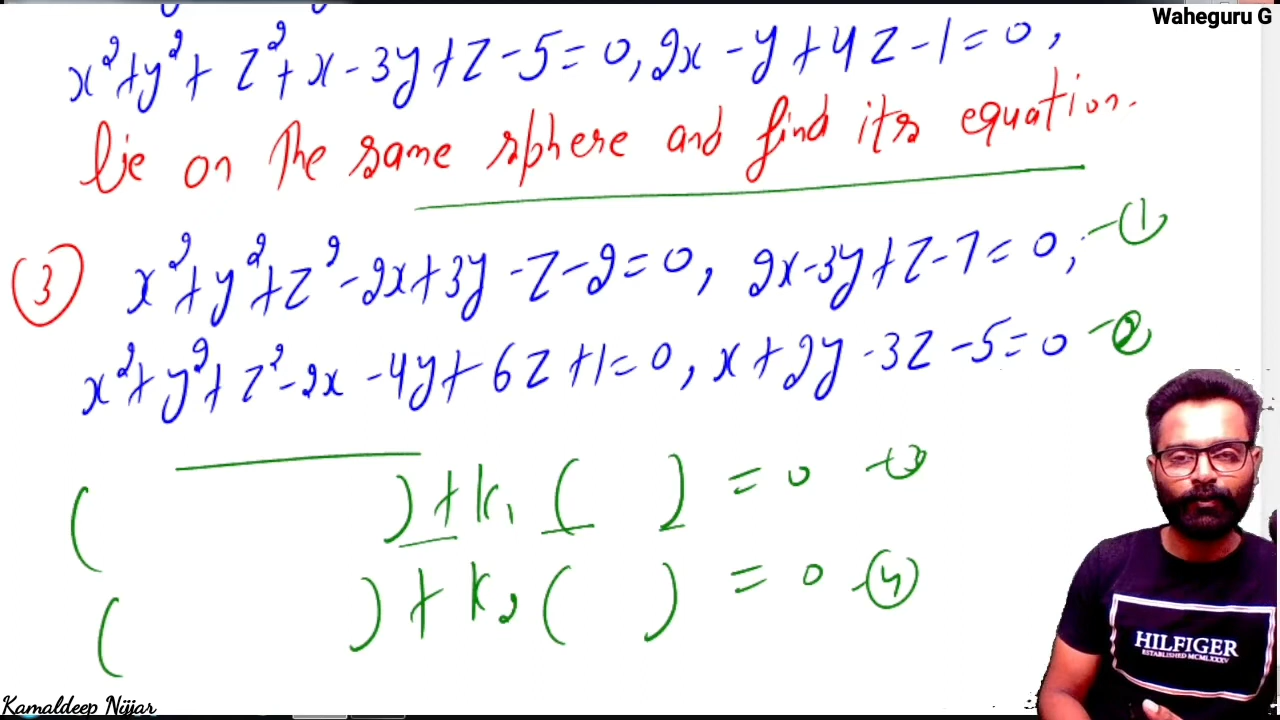 Waheguru G
x²+y²+z²+x-3y+z-5=0, 2x-y+4z-1=0,
lie on the same sphere and find its equation.
③ x²+y²+z²-2x+3y-z-2=0, 2x-3y+z-7=0; -①
x²+y²+z²-2x-4y+6z+1=0, x+2y-3z-5=0 -②
( )+k₁( )=0 -③
( )+k₂( )=0 -④
HILFIGER
ESTABLISHED MCMLXXXV
Kamaldeep Nijjar